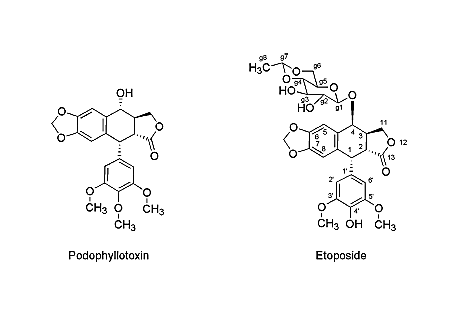 OH
O
O
O
O
OCH3
O
CH3
OCH3
Podophyllotoxin
g8
H3C
g7
O
g6
O
g4
g5
HO
O
g3
HO
g2
g1
O
4
11
5
6
3
O
12
O
7
2
O
8
1
13
O
1'
2'
6'
3'
5'
O
4'
O
CH3
OH
CH3
Etoposide